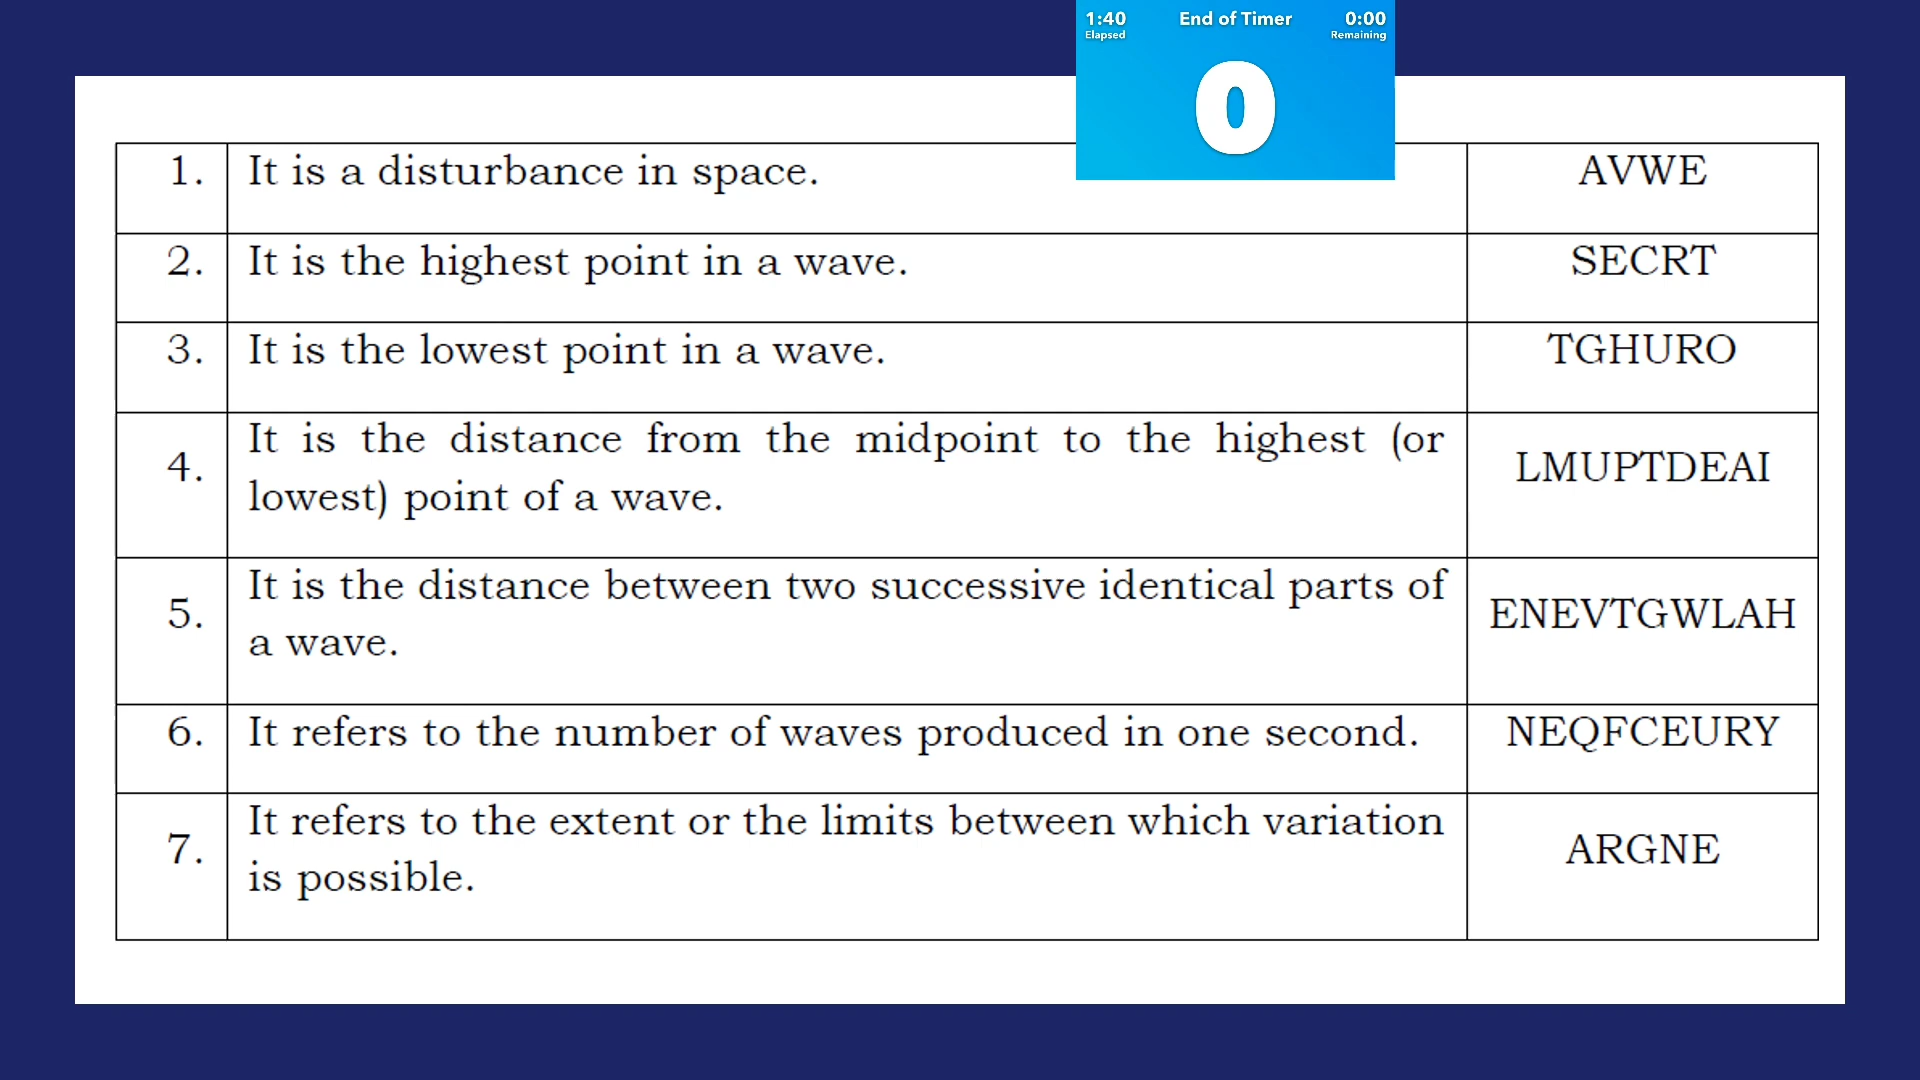 1:40 End of Timer 0:00
Elapsed Remaining
0
1. It is a disturbance in space. AVWE
2. It is the highest point in a wave. SECRT
3. It is the lowest point in a wave. TGHURO
4. It is the distance from the midpoint to the highest (or
lowest) point of a wave. LMUPTDEAI
5. It is the distance between two successive identical parts of
a wave. ENEVTGWLAH
6. It refers to the number of waves produced in one second. NEQFCEURY
7. It refers to the extent or the limits between which variation
is possible. ARGNE